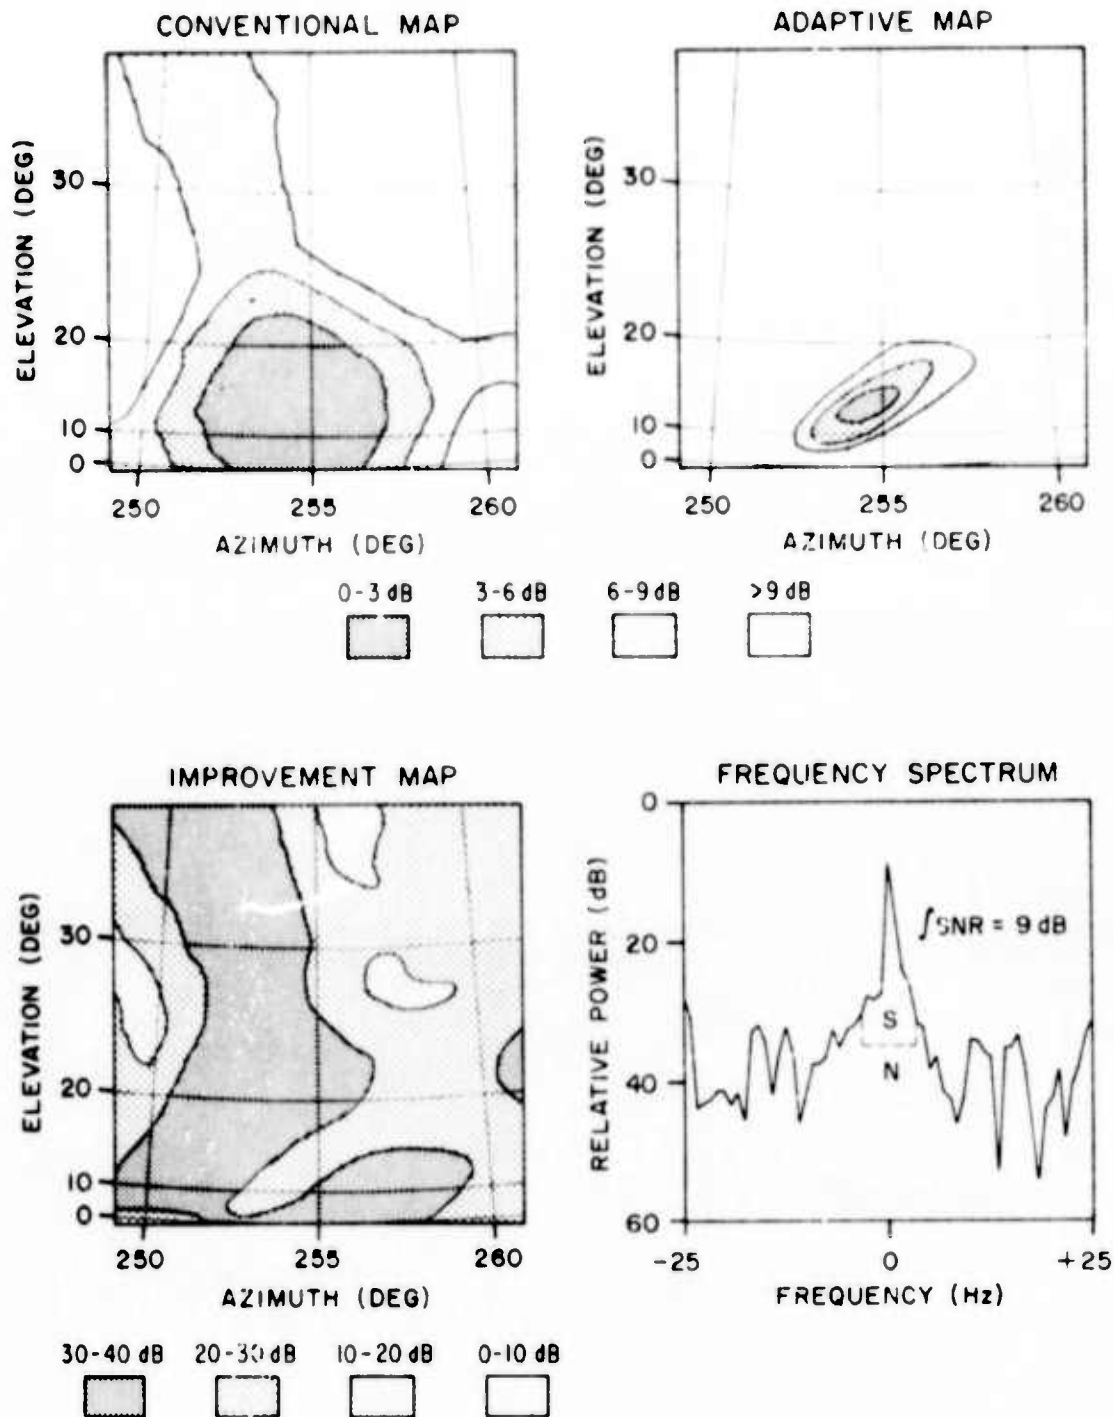 CONVENTIONAL MAP
ELEVATION (DEG)
30
20
10
0
250
255
260
AZIMUTH (DEG)
ADAPTIVE MAP
ELEVATION (DEG)
30
20
10
0
250
255
260
AZIMUTH (DEG)
0-3 dB
3-6 dB
6-9 dB
>9 dB
IMPROVEMENT MAP
ELEVATION (DEG)
30
20
10
0
250
255
260
AZIMUTH (DEG)
30-40 dB
20-30 dB
10-20 dB
0-10 dB
FREQUENCY SPECTRUM
RELATIVE POWER (dB)
0
20
40
60
∫SNR = 9 dB
S
N
-25
0
+25
FREQUENCY (Hz)